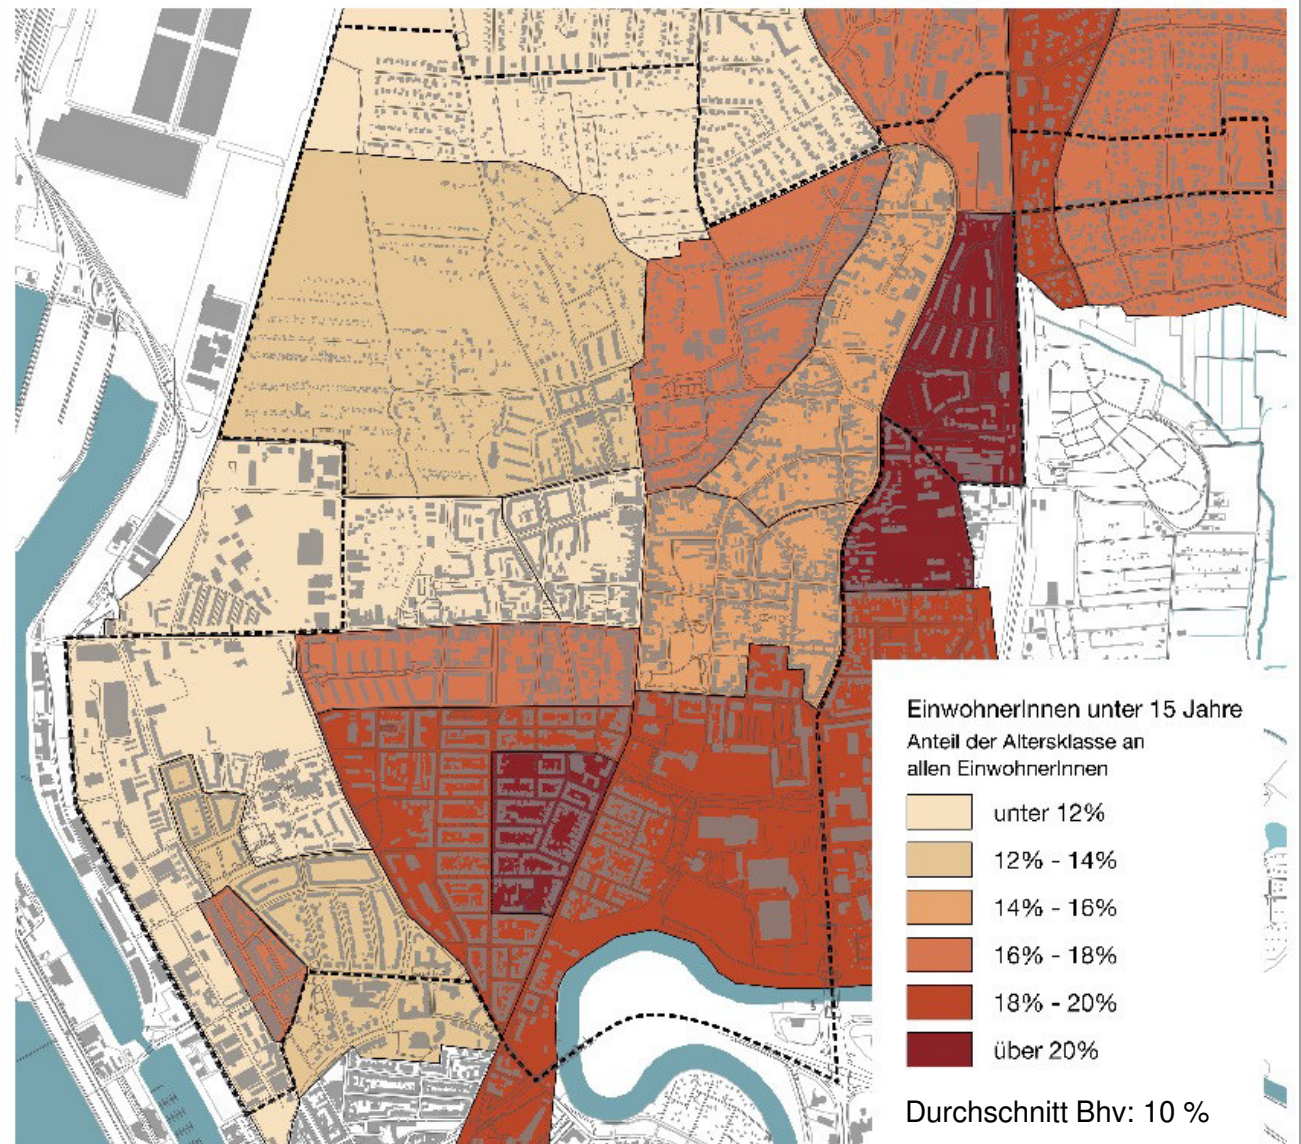 EinwohnerInnen unter 15 Jahre
Anteil der Altersklasse an
allen EinwohnerInnen
unter 12%
12% - 14%
14% - 16%
16% - 18%
18% - 20%
über 20%
Durchschnitt Bhv: 10 %